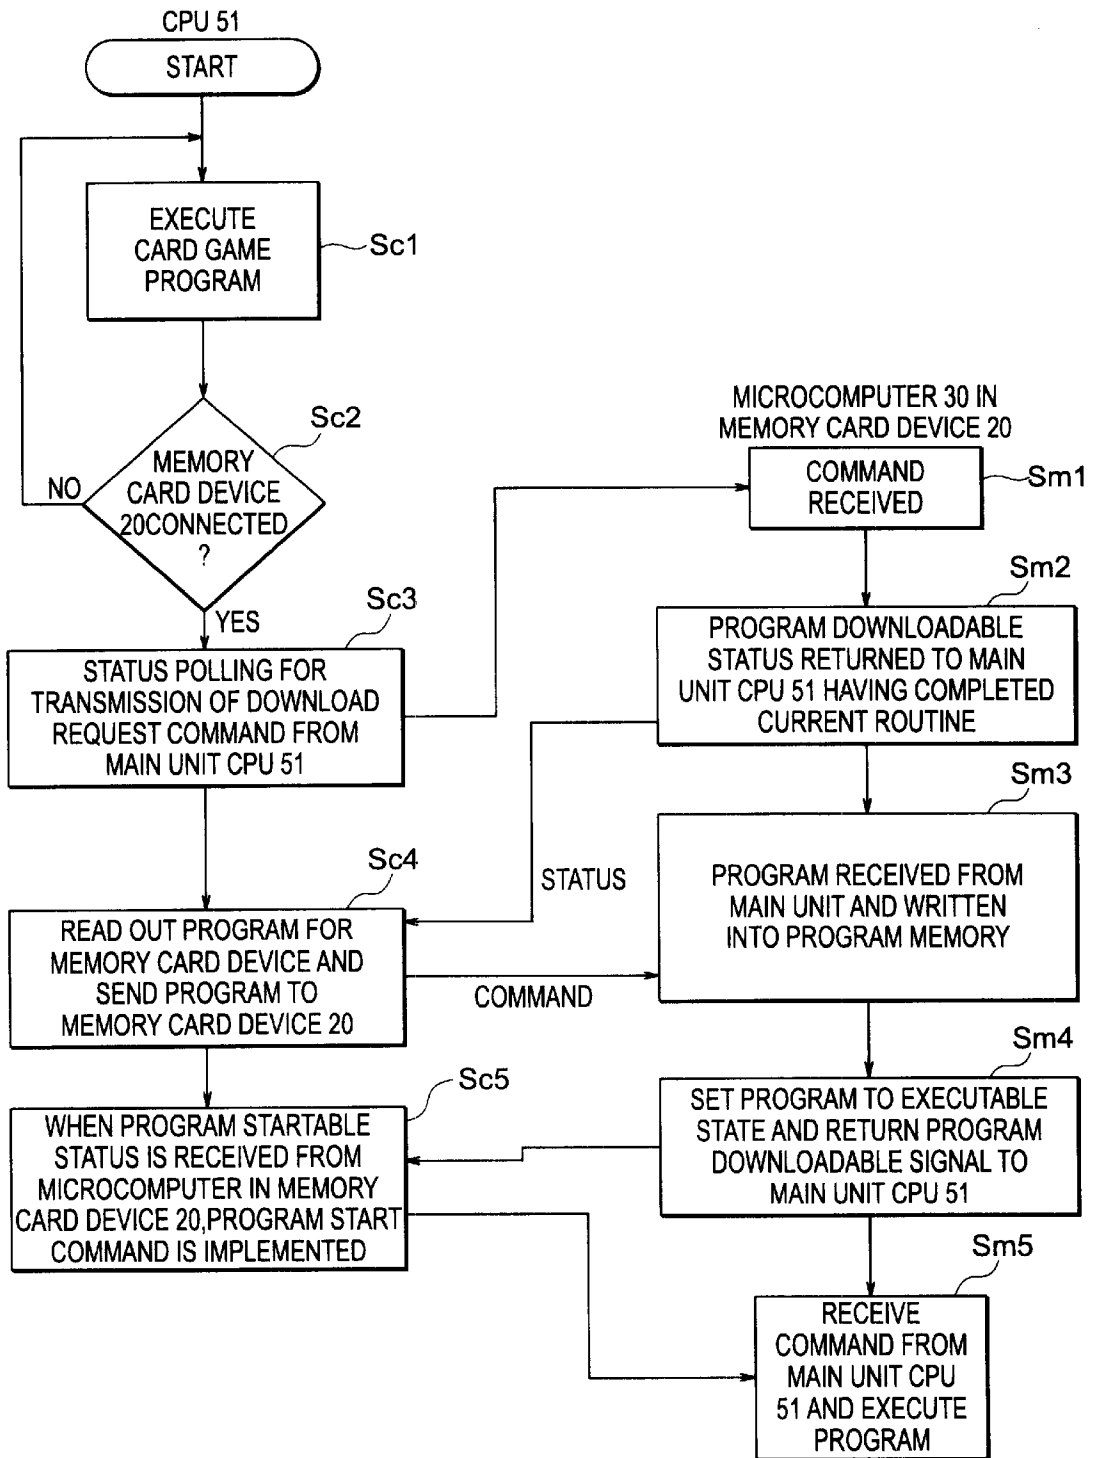 CPU 51
START
EXECUTE
CARD GAME
PROGRAM
Sc1
Sc2
MEMORY
CARD DEVICE
20CONNECTED
?
NO
YES
Sc3
STATUS POLLING FOR
TRANSMISSION OF DOWNLOAD
REQUEST COMMAND FROM
MAIN UNIT CPU 51
Sc4
READ OUT PROGRAM FOR
MEMORY CARD DEVICE AND
SEND PROGRAM TO
MEMORY CARD DEVICE 20
Sc5
WHEN PROGRAM STARTABLE
STATUS IS RECEIVED FROM
MICROCOMPUTER IN MEMORY
CARD DEVICE 20,PROGRAM START
COMMAND IS IMPLEMENTED
STATUS
COMMAND
MICROCOMPUTER 30 IN
MEMORY CARD DEVICE 20
COMMAND
RECEIVED
Sm1
Sm2
PROGRAM DOWNLOADABLE
STATUS RETURNED TO MAIN
UNIT CPU 51 HAVING COMPLETED
CURRENT ROUTINE
Sm3
PROGRAM RECEIVED FROM
MAIN UNIT AND WRITTEN
INTO PROGRAM MEMORY
Sm4
SET PROGRAM TO EXECUTABLE
STATE AND RETURN PROGRAM
DOWNLOADABLE SIGNAL TO
MAIN UNIT CPU 51
Sm5
RECEIVE
COMMAND FROM
MAIN UNIT CPU
51 AND EXECUTE
PROGRAM